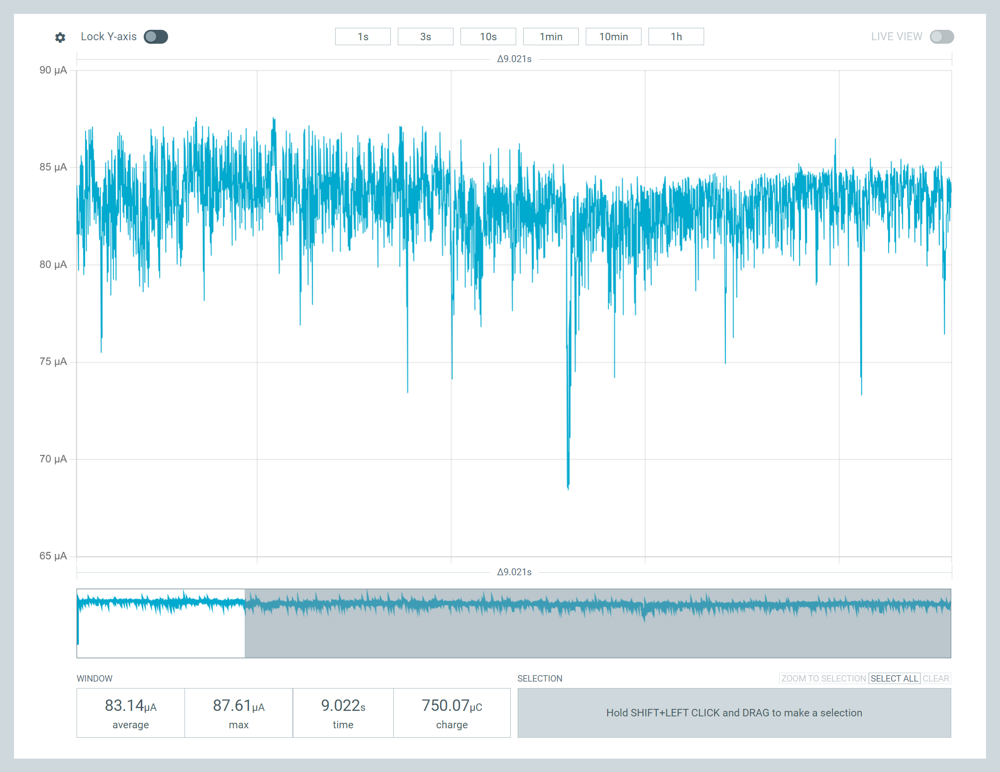 Lock Y-axis
1s 3s 10s 1min 10min 1h
LIVE VIEW
Δ9.021s
90 µA
85 µA
80 µA
75 µA
70 µA
65 µA
Δ9.021s
WINDOW
83.14µA average
87.61µA max
9.022s time
750.07µC charge
SELECTION
ZOOM TO SELECTION SELECT ALL CLEAR
Hold SHIFT+LEFT CLICK and DRAG to make a selection